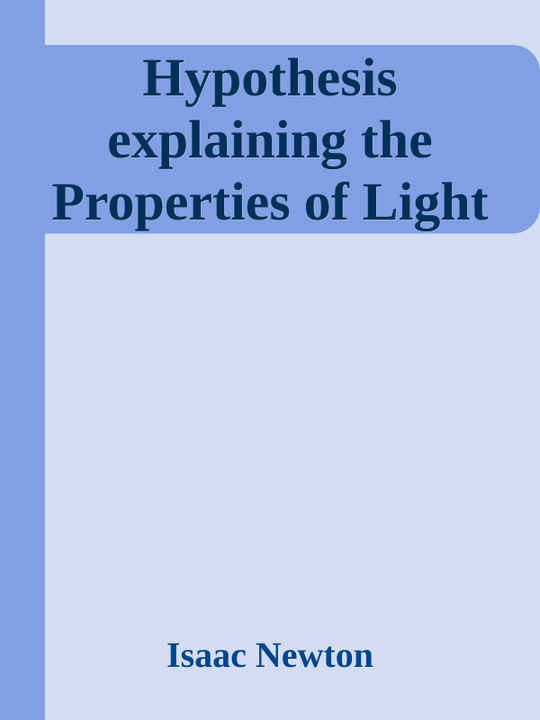 Hypothesis
explaining the
Properties of Light
Isaac Newton